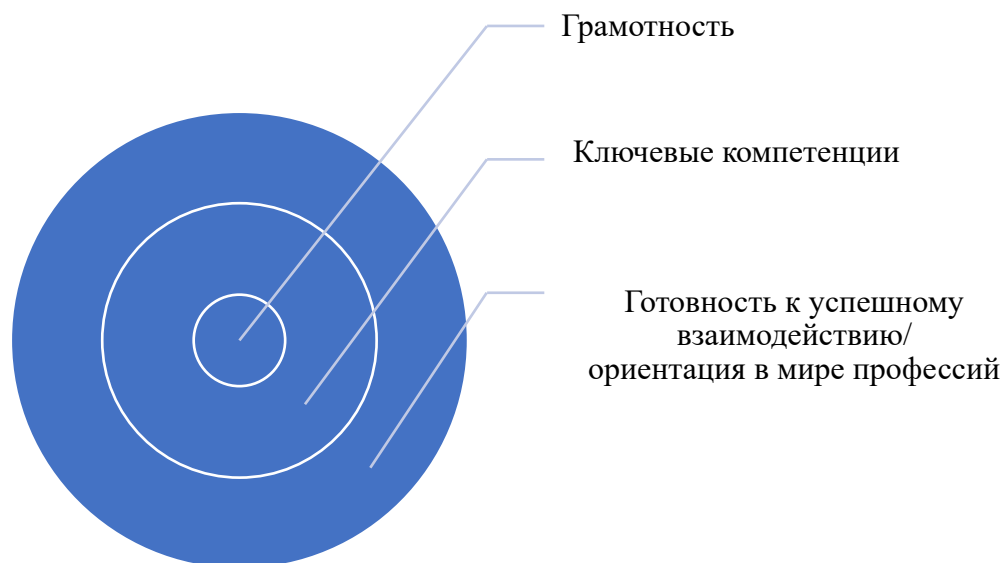 Грамотность
Ключевые компетенции
Готовность к успешному
взаимодействию/
ориентация в мире профессий